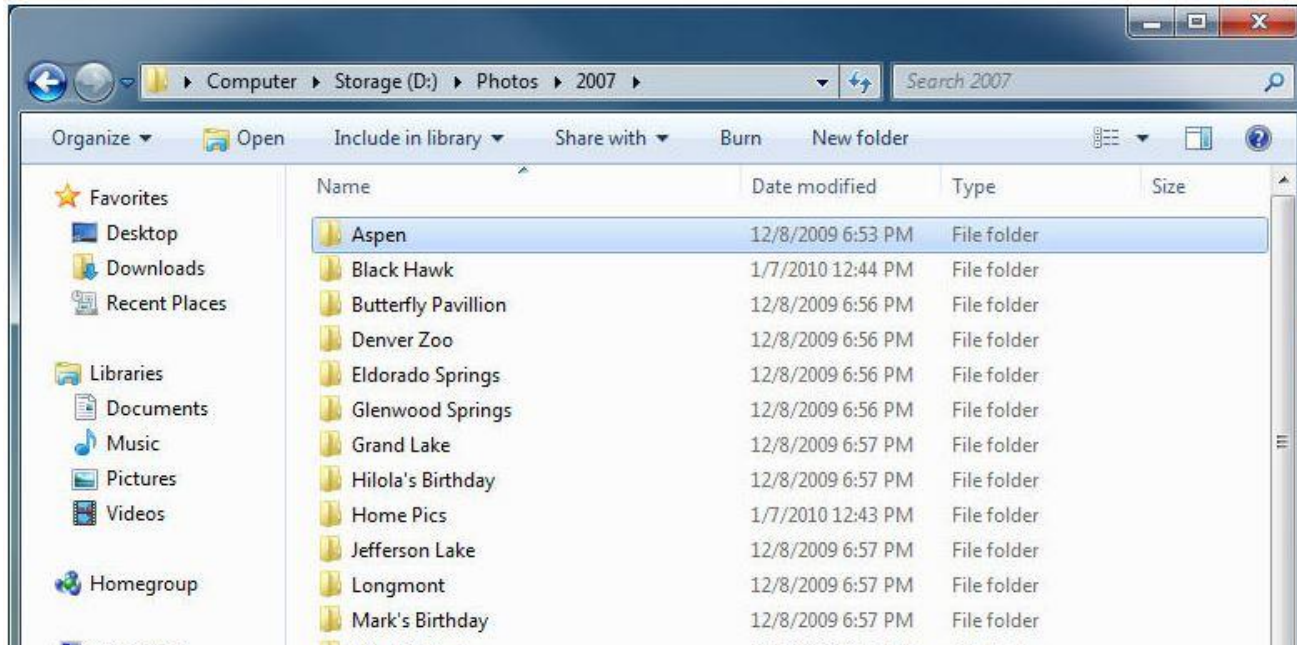 Computer ▸ Storage (D:) ▸ Photos ▸ 2007 ▸ Search 2007
Organize Open Include in library Share with Burn New folder
Favorites
Desktop
Downloads
Recent Places
Libraries
Documents
Music
Pictures
Videos
Homegroup
Name Date modified Type Size
Aspen 12/8/2009 6:53 PM File folder
Black Hawk 1/7/2010 12:44 PM File folder
Butterfly Pavillion 12/8/2009 6:56 PM File folder
Denver Zoo 12/8/2009 6:56 PM File folder
Eldorado Springs 12/8/2009 6:56 PM File folder
Glenwood Springs 12/8/2009 6:56 PM File folder
Grand Lake 12/8/2009 6:57 PM File folder
Hilola's Birthday 12/8/2009 6:57 PM File folder
Home Pics 1/7/2010 12:43 PM File folder
Jefferson Lake 12/8/2009 6:57 PM File folder
Longmont 12/8/2009 6:57 PM File folder
Mark's Birthday 12/8/2009 6:57 PM File folder